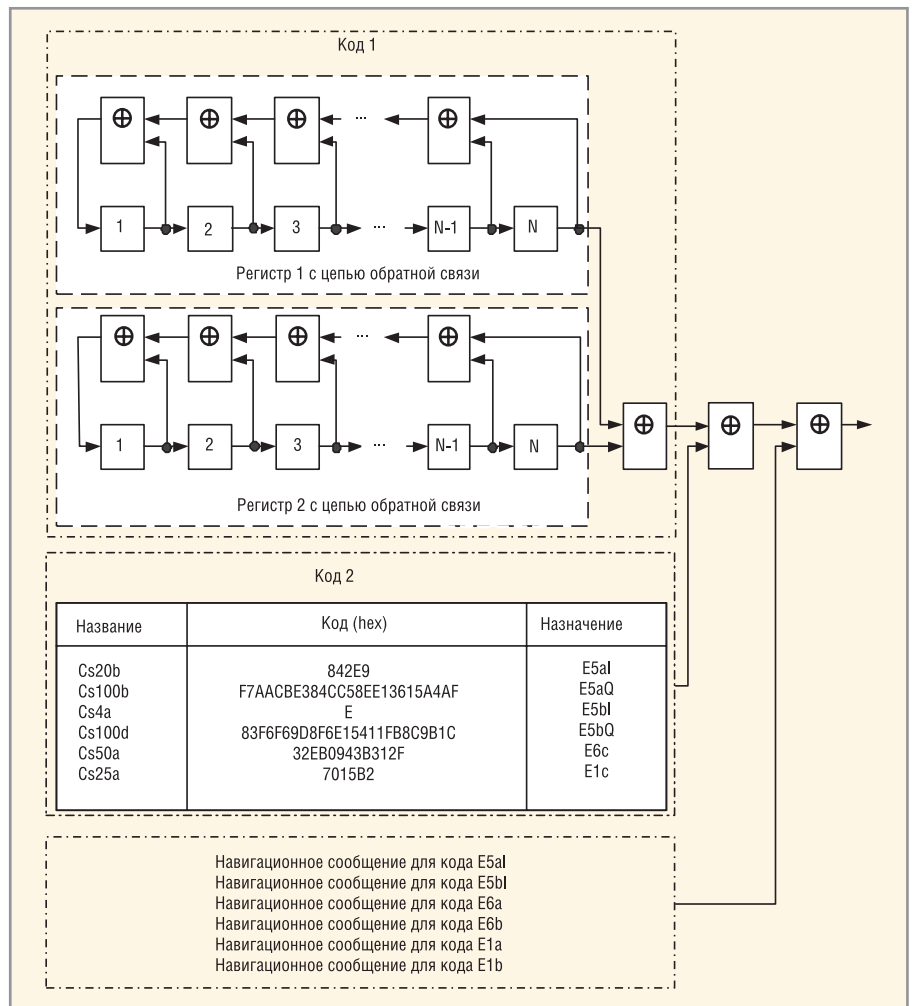 Код 1
⊕ ⊕ ⊕ ... ⊕
1 2 3 ... N-1 N
Регистр 1 с цепью обратной связи
⊕ ⊕ ⊕ ... ⊕
1 2 3 ... N-1 N
⊕ ⊕ ⊕
Регистр 2 с цепью обратной связи
Код 2
Название Код (hex) Назначение
Cs20b 842E9 E5aI
Cs100b F7AACBE384CC58EE13615A4AF E5aQ
Cs4a E E5bI
Cs100d 83F6F69D8F6E15411FB8C9B1C E5bQ
Cs50a 32EB0943B312F E6c
Cs25a 7015B2 E1c
Навигационное сообщение для кода E5aI
Навигационное сообщение для кода E5bI
Навигационное сообщение для кода E6a
Навигационное сообщение для кода E6b
Навигационное сообщение для кода E1a
Навигационное сообщение для кода E1b